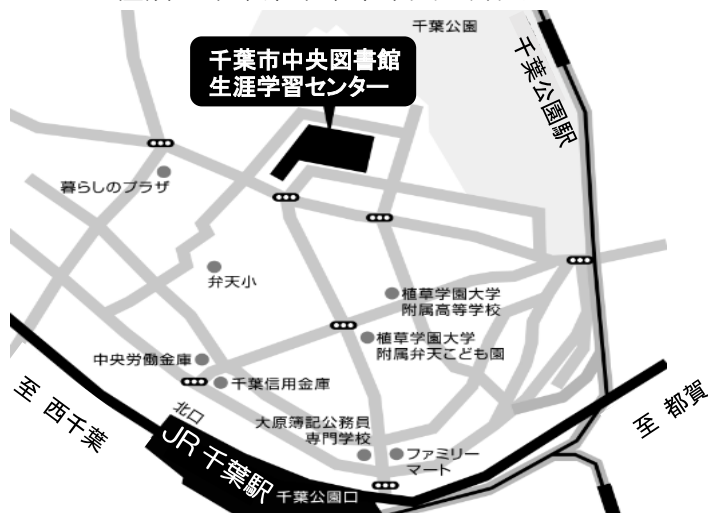 千葉公園
千葉市中央図書館
生涯学習センター
千葉公園駅
暮らしのプラザ
弁天小
植草学園大学
附属高等学校
植草学園大学
附属弁天こども園
中央労働金庫
千葉信用金庫
至 西千葉
北口
JR千葉駅
大原簿記公務員
専門学校
ファミリー
マート
千葉公園口
至 都賀